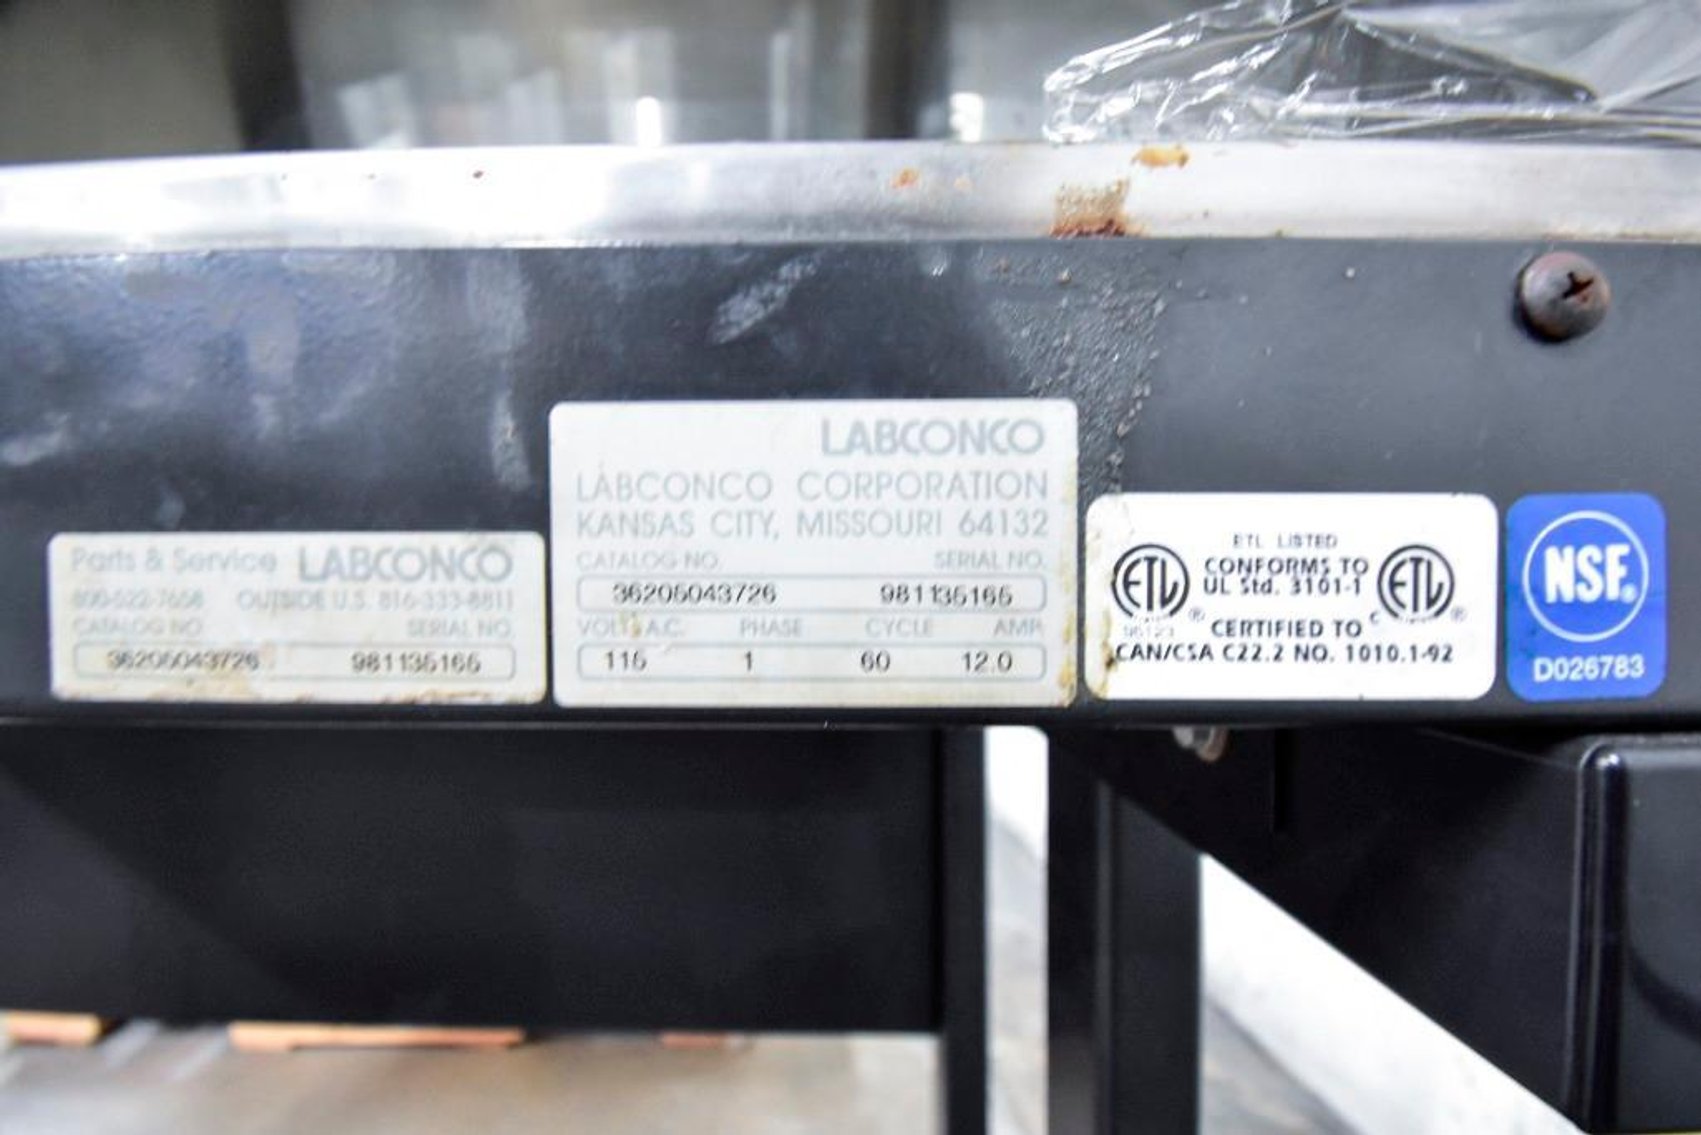 Parts & Service LABCONCO
800-522-7658 OUTSIDE U.S. 816-333-8811
CATALOG NO. SERIAL NO.
36205043726 981135165
LABCONCO
LABCONCO CORPORATION
KANSAS CITY, MISSOURI 64132
CATALOG NO. SERIAL NO.
36205043726 981135165
VOLTS A.C. PHASE CYCLE AMP
115 1 60 12.0
ETL LISTED
CONFORMS TO
UL Std. 3101-1
ETL ETL
c
® ®
CERTIFIED TO
CAN/CSA C22.2 NO. 1010.1-92
NSF®
D026783